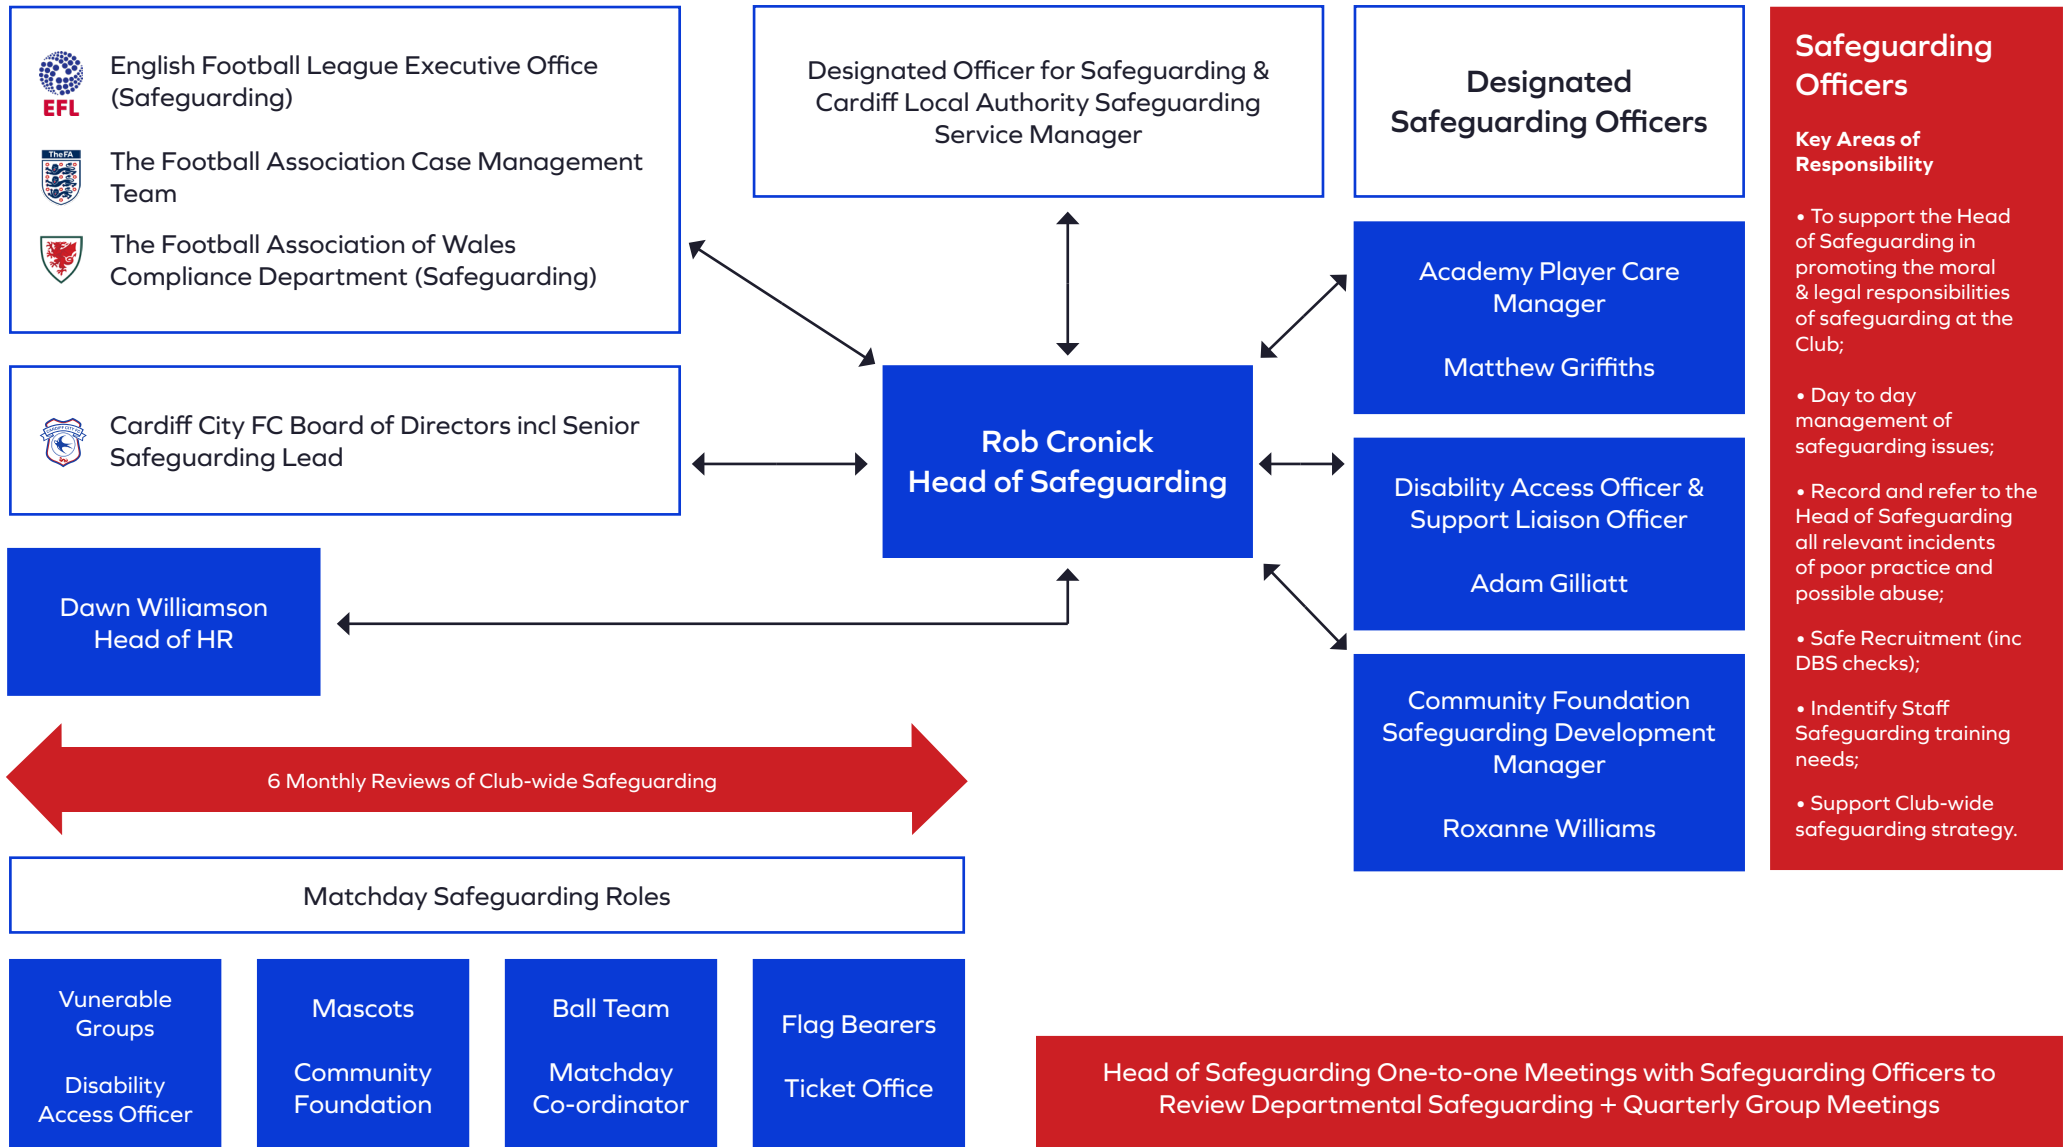 English Football League Executive Office
(Safeguarding)
EFL
The FA
The Football Association Case Management
Team
The Football Association of Wales
Compliance Department (Safeguarding)
Designated Officer for Safeguarding &
Cardiff Local Authority Safeguarding
Service Manager
Designated
Safeguarding Officers
Cardiff City FC Board of Directors incl Senior
Safeguarding Lead
Rob Cronick
Head of Safeguarding
Academy Player Care
Manager
Matthew Griffiths
Disability Access Officer &
Support Liaison Officer
Adam Gilliatt
Community Foundation
Safeguarding Development
Manager
Roxanne Williams
Dawn Williamson
Head of HR
6 Monthly Reviews of Club-wide Safeguarding
Matchday Safeguarding Roles
Vunerable
Groups
Disability
Access Officer
Mascots
Community
Foundation
Ball Team
Matchday
Co-ordinator
Flag Bearers
Ticket Office
Safeguarding
Officers
Key Areas of
Responsibility
• To support the Head
of Safeguarding in
promoting the moral
& legal responsibilities
of safeguarding at the
Club;
• Day to day
management of
safeguarding issues;
• Record and refer to the
Head of Safeguarding
all relevant incidents
of poor practice and
possible abuse;
• Safe Recruitment (inc
DBS checks);
• Indentify Staff
Safeguarding training
needs;
• Support Club-wide
safeguarding strategy.
Head of Safeguarding One-to-one Meetings with Safeguarding Officers to
Review Departmental Safeguarding + Quarterly Group Meetings